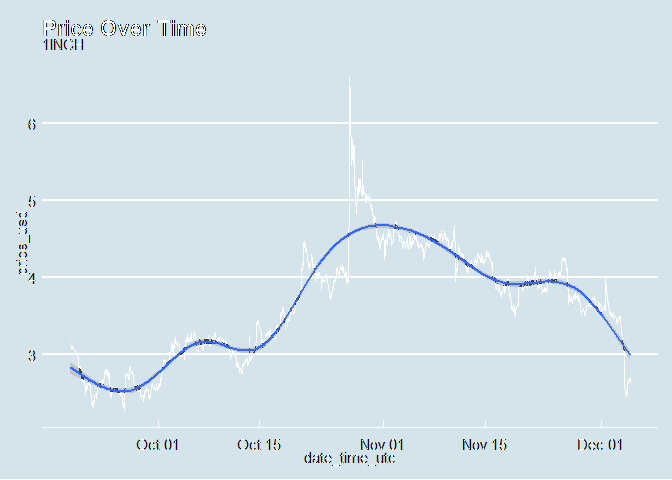 Price Over Time
1INCH
6
5
4
3
price_usd
Oct 01
Oct 15
Nov 01
Nov 15
Dec 01
date_time_utc